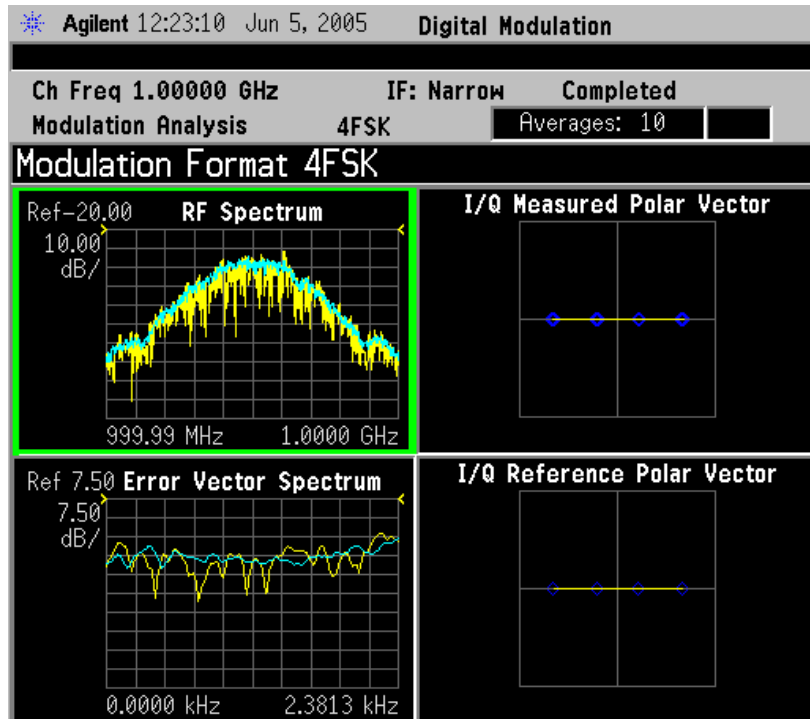 Agilent 12:23:10 Jun 5, 2005 Digital Modulation
Ch Freq 1.00000 GHz IF: Narrow Completed
Modulation Analysis 4FSK Averages: 10
Modulation Format 4FSK
Ref-20.00 RF Spectrum
10.00
dB/
999.99 MHz 1.0000 GHz
I/Q Measured Polar Vector
Ref 7.50 Error Vector Spectrum
7.50
dB/
0.0000 kHz 2.3813 kHz
I/Q Reference Polar Vector